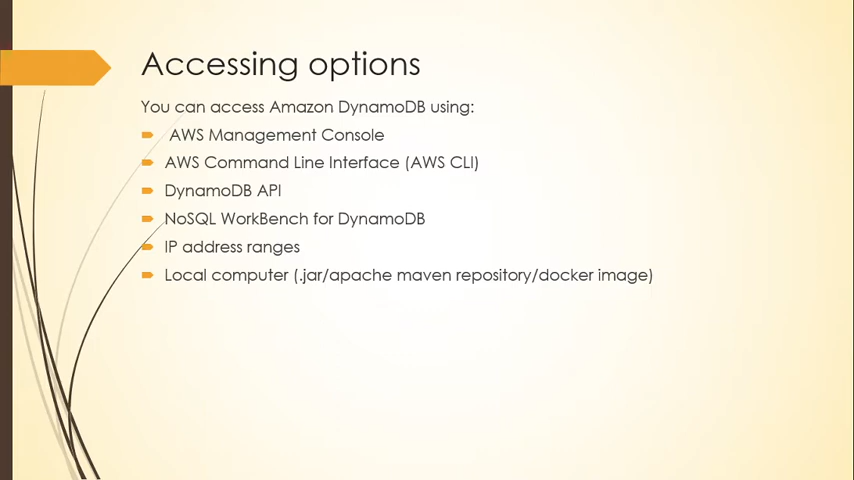 Accessing options
You can access Amazon DynamoDB using:
AWS Management Console
AWS Command Line Interface (AWS CLI)
DynamoDB API
NoSQL WorkBench for DynamoDB
IP address ranges
Local computer (.jar/apache maven repository/docker image)